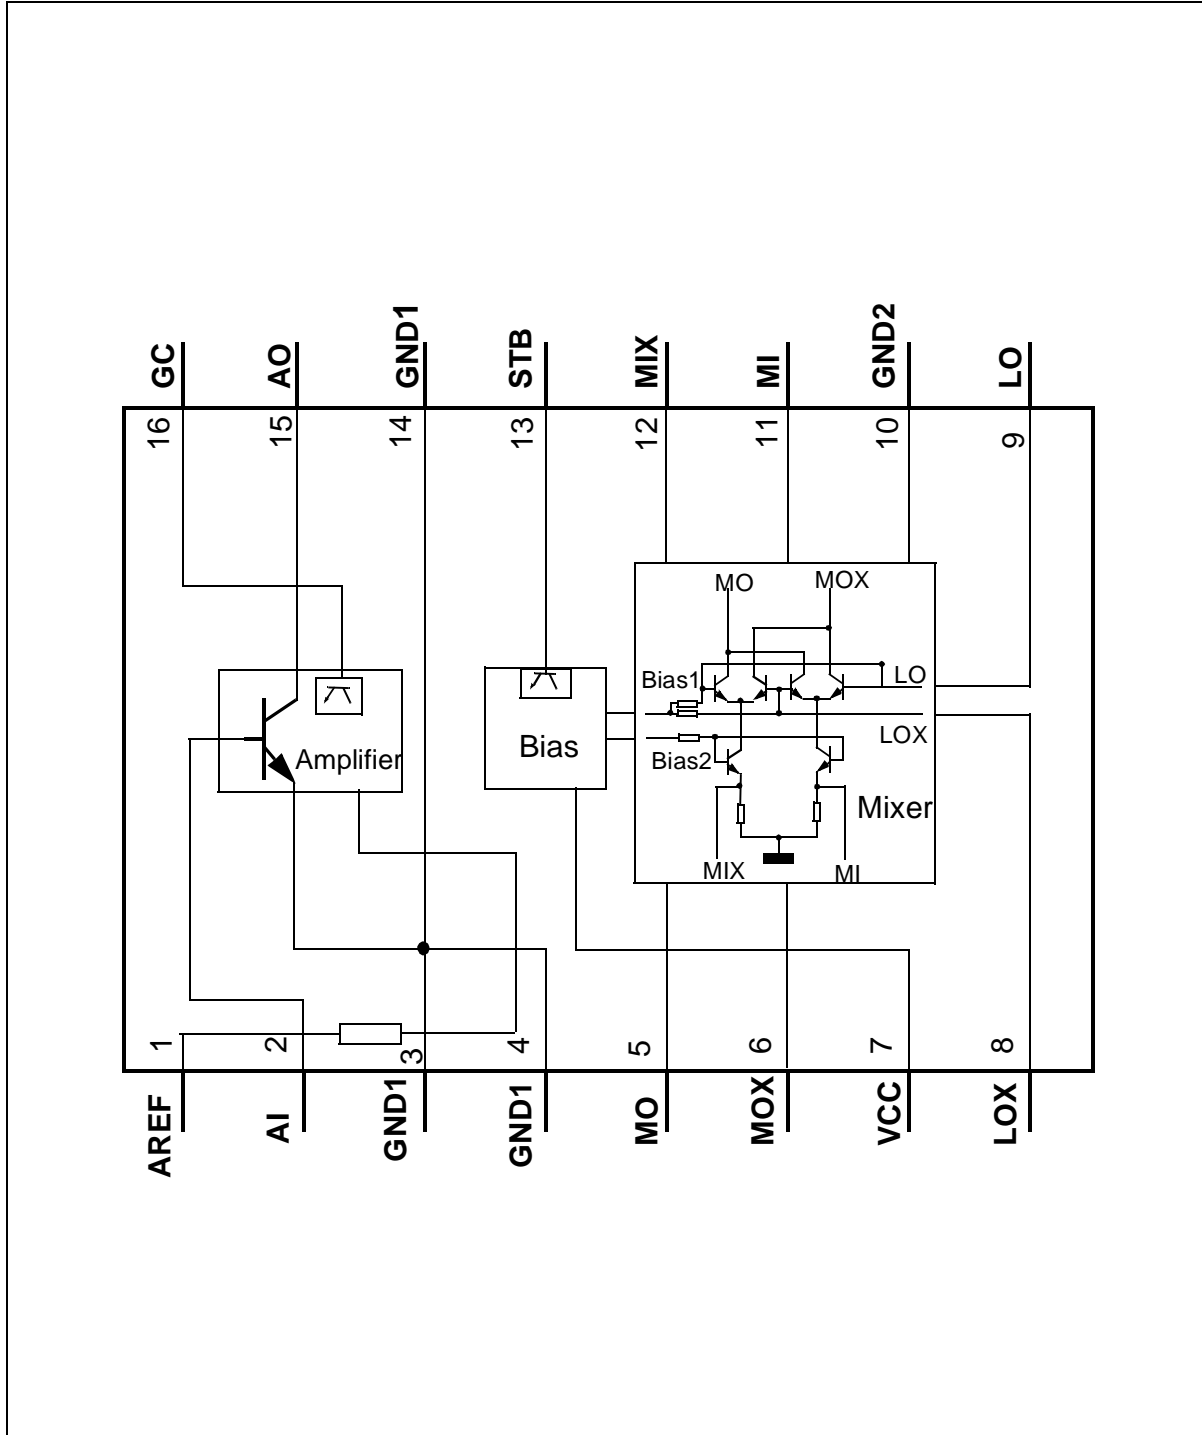 GC
AO
GND1
STB
MIX
MI
GND2
LO
16
15
14
13
12
11
10
9
MO
MOX
Bias1
LO
LOX
Bias2
Bias
Amplifier
Mixer
MIX
MI
1
2
3
4
5
6
7
8
AREF
AI
GND1
GND1
MO
MOX
VCC
LOX